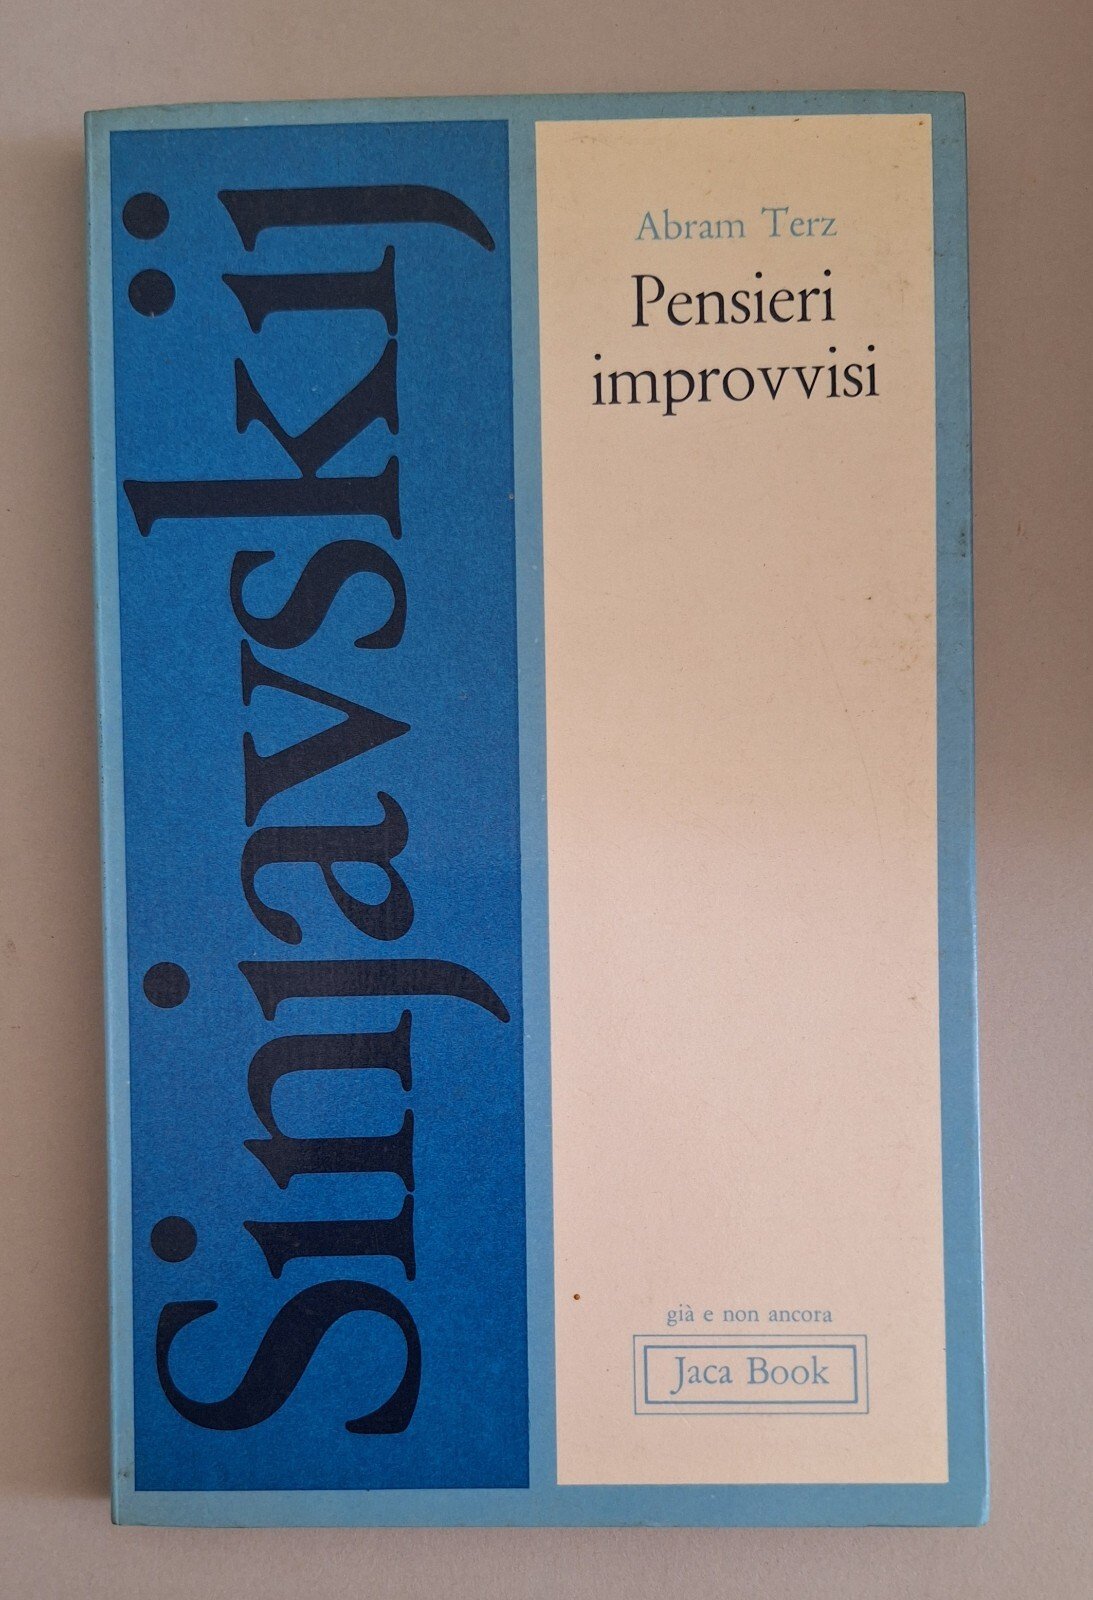 Sinjavskij
Abram Terz
Pensieri
improvvisi
già e non ancora
Jaca Book